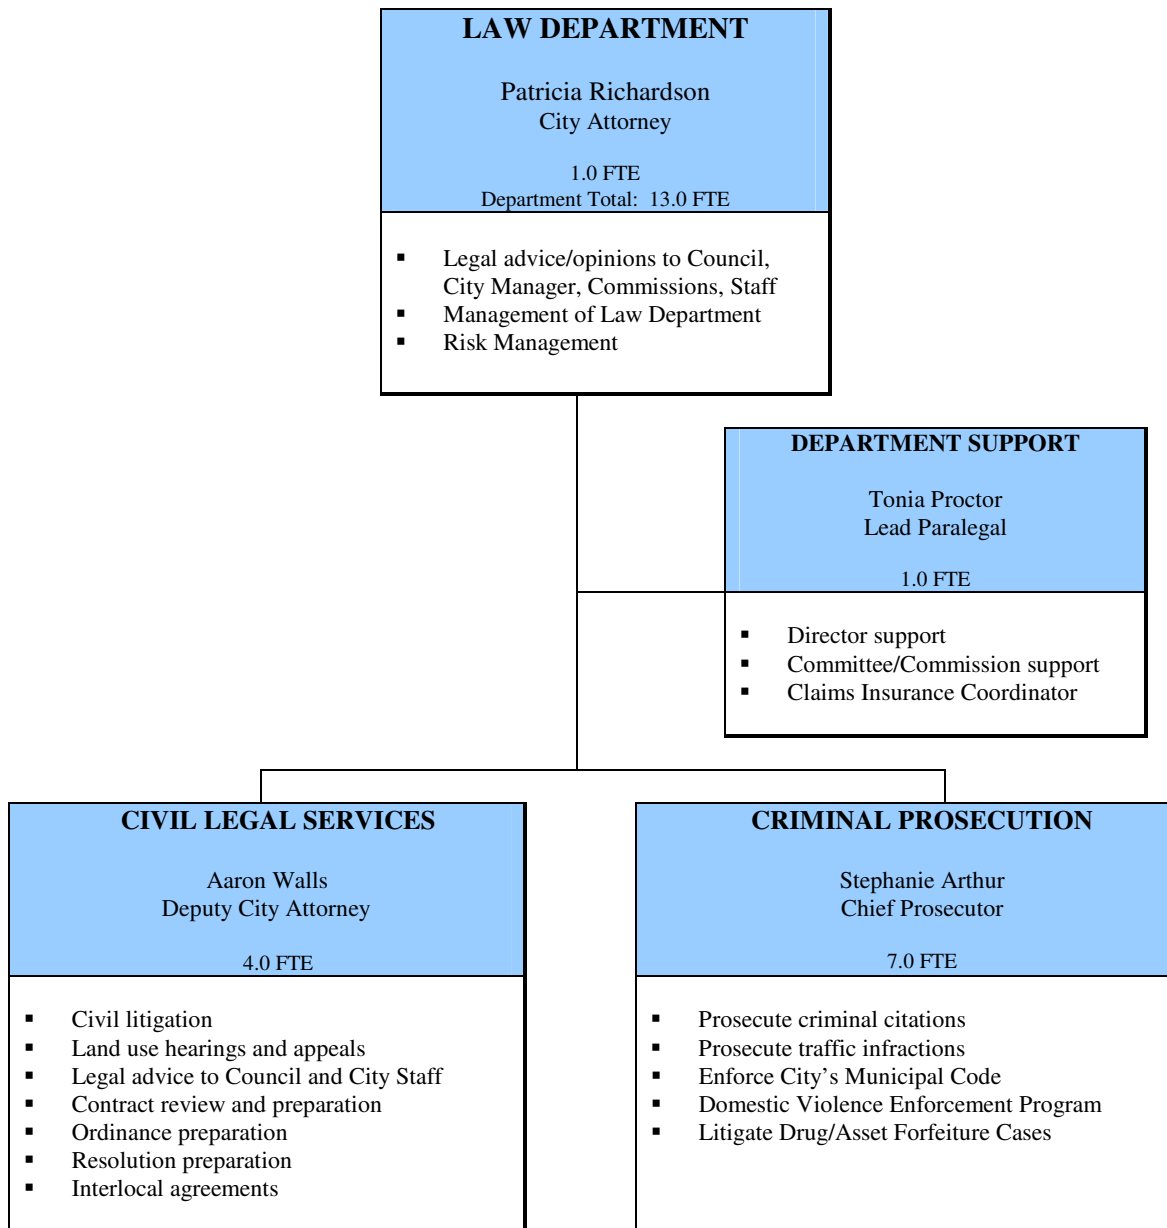 LAW DEPARTMENT
Patricia Richardson
City Attorney
1.0 FTE
Department Total: 13.0 FTE
▪ Legal advice/opinions to Council,
City Manager, Commissions, Staff
▪ Management of Law Department
▪ Risk Management
DEPARTMENT SUPPORT
Tonia Proctor
Lead Paralegal
1.0 FTE
▪ Director support
▪ Committee/Commission support
▪ Claims Insurance Coordinator
CIVIL LEGAL SERVICES
Aaron Walls
Deputy City Attorney
4.0 FTE
▪ Civil litigation
▪ Land use hearings and appeals
▪ Legal advice to Council and City Staff
▪ Contract review and preparation
▪ Ordinance preparation
▪ Resolution preparation
▪ Interlocal agreements
CRIMINAL PROSECUTION
Stephanie Arthur
Chief Prosecutor
7.0 FTE
▪ Prosecute criminal citations
▪ Prosecute traffic infractions
▪ Enforce City’s Municipal Code
▪ Domestic Violence Enforcement Program
▪ Litigate Drug/Asset Forfeiture Cases